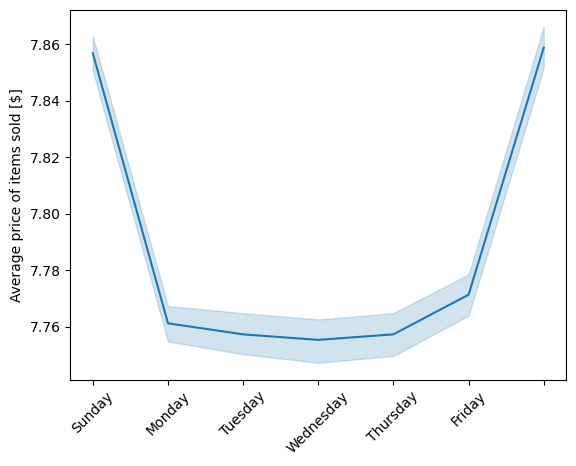 Average price of items sold [$]
7.86
7.84
7.82
7.80
7.78
7.76
Sunday
Monday
Tuesday
Wednesday
Thursday
Friday